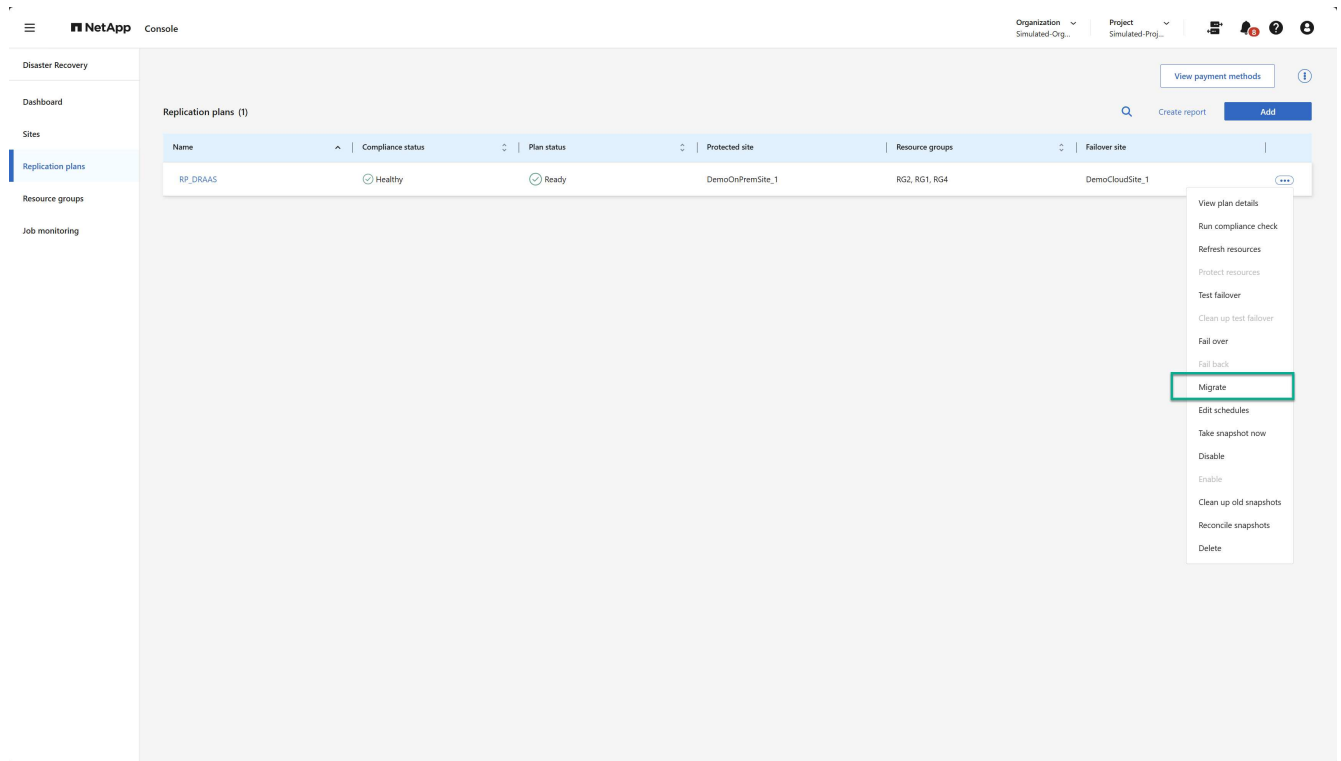 NetApp Console
Organization
Simulated-Org...
Project
Simulated-Proj...
8
Disaster Recovery
Dashboard
Sites
Replication plans
Resource groups
Job monitoring
View payment methods
Replication plans (1)
Create report
Add
Name
Compliance status
Plan status
Protected site
Resource groups
Failover site
RP_DRAAS
Healthy
Ready
DemoOnPremSite_1
RG2, RG1, RG4
DemoCloudSite_1
View plan details
Run compliance check
Refresh resources
Protect resources
Test failover
Clean up test failover
Fail over
Fail back
Migrate
Edit schedules
Take snapshot now
Disable
Enable
Clean up old snapshots
Reconcile snapshots
Delete